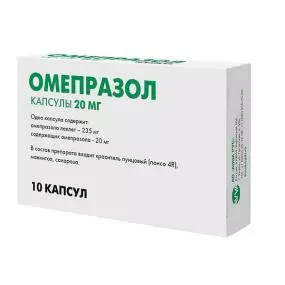 ОМЕПРАЗОЛ
КАПСУЛЫ 20 МГ
Одна капсула содержит:
омепразола пеллет – 235 мг
содержащих омепразола - 20 мг
В состав препарата входит краситель пунцовый (понсо 4R),
маннитол, сахароза.
10 КАПСУЛ